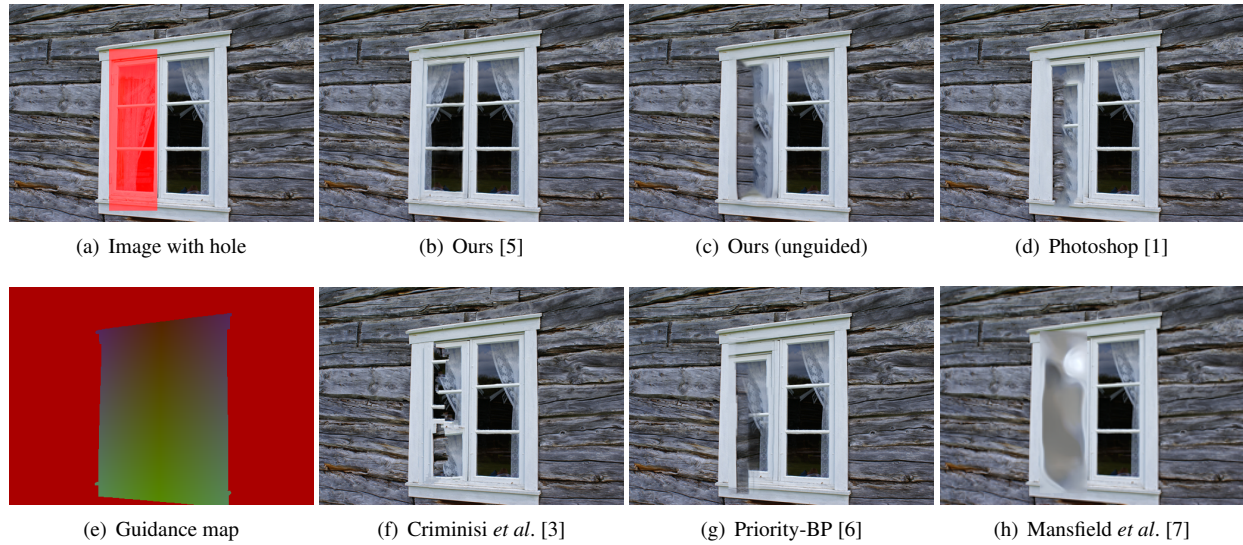 (a) Image with hole
(b) Ours [5]
(c) Ours (unguided)
(d) Photoshop [1]
(e) Guidance map
(f) Criminisi et al. [3]
(g) Priority-BP [6]
(h) Mansfield et al. [7]